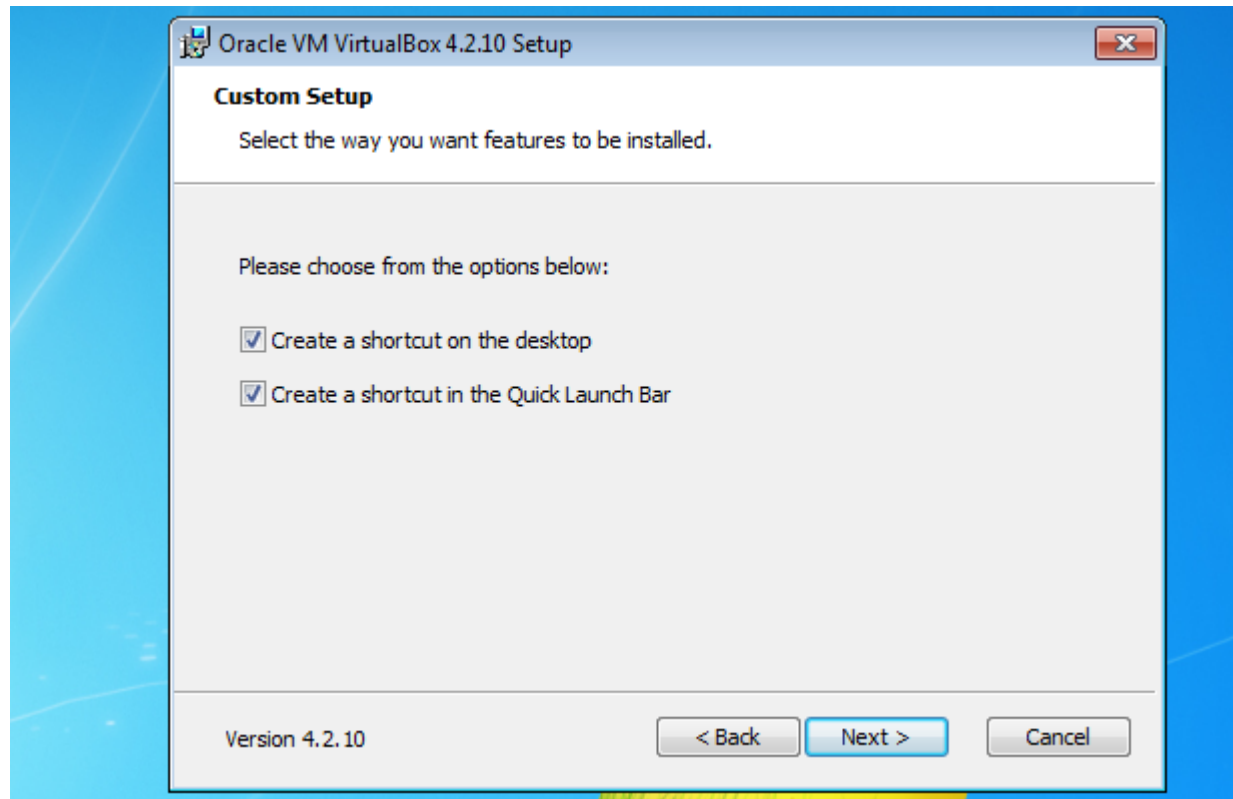 Oracle VM VirtualBox 4.2.10 Setup
Custom Setup
Select the way you want features to be installed.
Please choose from the options below:
Create a shortcut on the desktop
Create a shortcut in the Quick Launch Bar
Version 4.2.10
< Back
Next >
Cancel